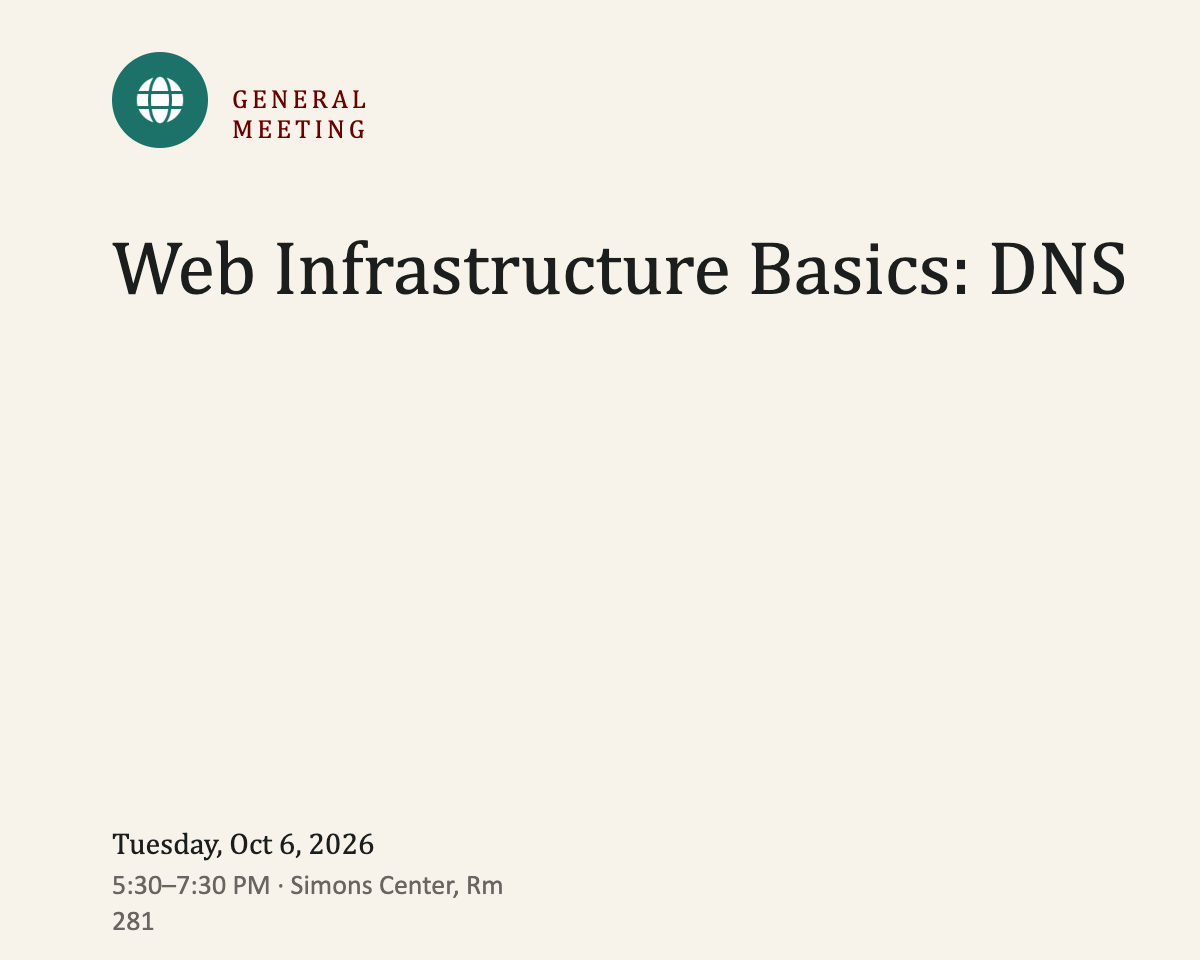 GENERAL
MEETING
Web Infrastructure Basics: DNS
Tuesday, Oct 6, 2026
5:30–7:30 PM · Simons Center, Rm
281